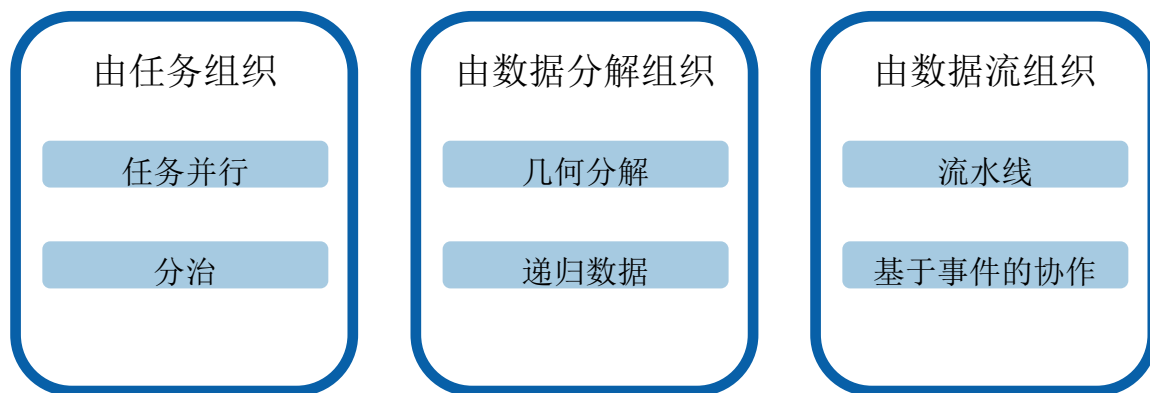 由任务组织
任务并行
分治
由数据分解组织
几何分解
递归数据
由数据流组织
流水线
基于事件的协作